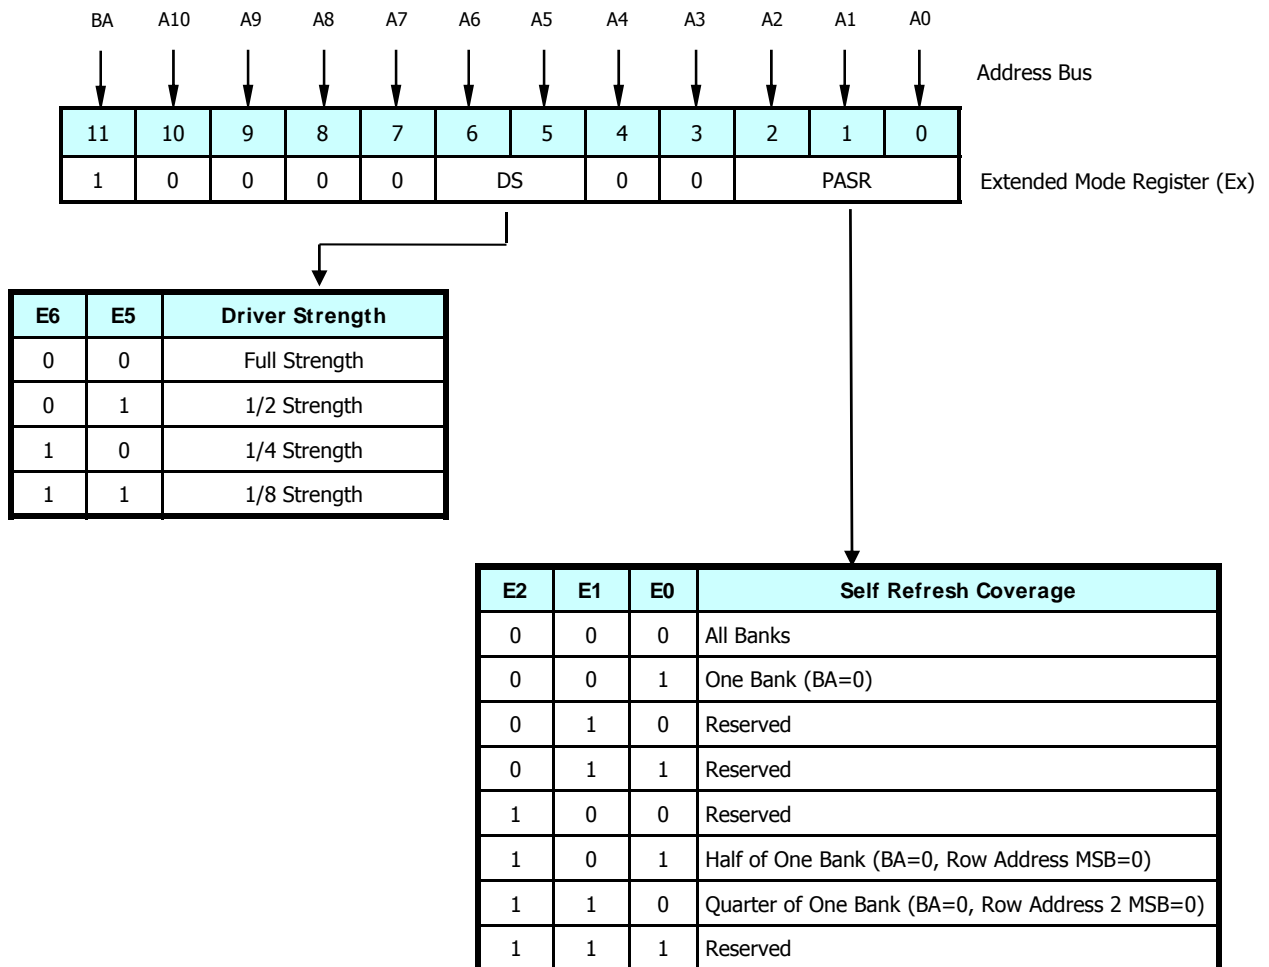 BA A10 A9 A8 A7 A6 A5 A4 A3 A2 A1 A0
Address Bus
11 10 9 8 7 6 5 4 3 2 1 0
1 0 0 0 0 DS 0 0 PASR
Extended Mode Register (Ex)
E6 E5 Driver Strength
0 0 Full Strength
0 1 1/2 Strength
1 0 1/4 Strength
1 1 1/8 Strength
E2 E1 E0 Self Refresh Coverage
0 0 0 All Banks
0 0 1 One Bank (BA=0)
0 1 0 Reserved
0 1 1 Reserved
1 0 0 Reserved
1 0 1 Half of One Bank (BA=0, Row Address MSB=0)
1 1 0 Quarter of One Bank (BA=0, Row Address 2 MSB=0)
1 1 1 Reserved